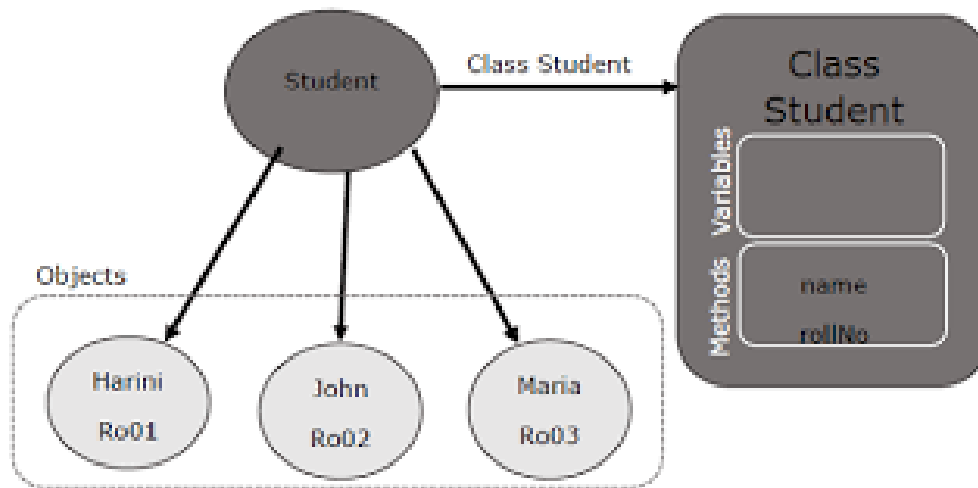 Student
Class Student
Class
Student
Variables
Methods
name
rollNo
Objects
Harini
Ro01
John
Ro02
Maria
Ro03